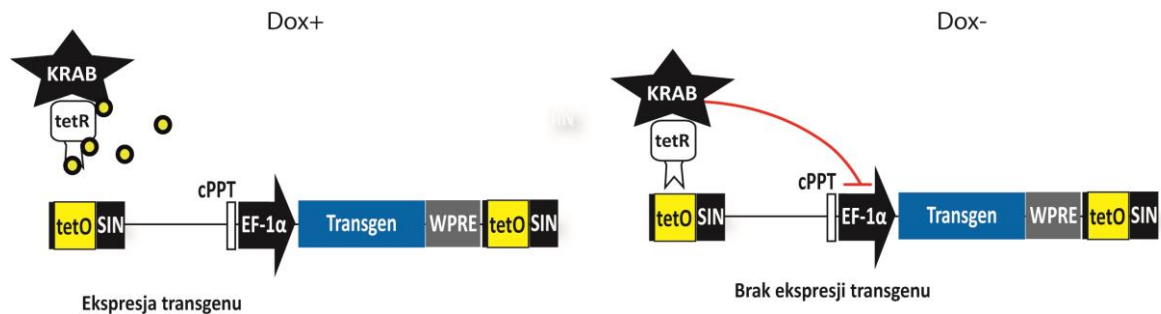 Dox+
KRAB
tetR
cPPT
tetO SIN EF-1α Transgen WPRE tetO SIN
Ekspresja transgenu
Dox-
KRAB
tetR
cPPT
tetO SIN EF-1α Transgen WPRE tetO SIN
Brak ekspresji transgenu